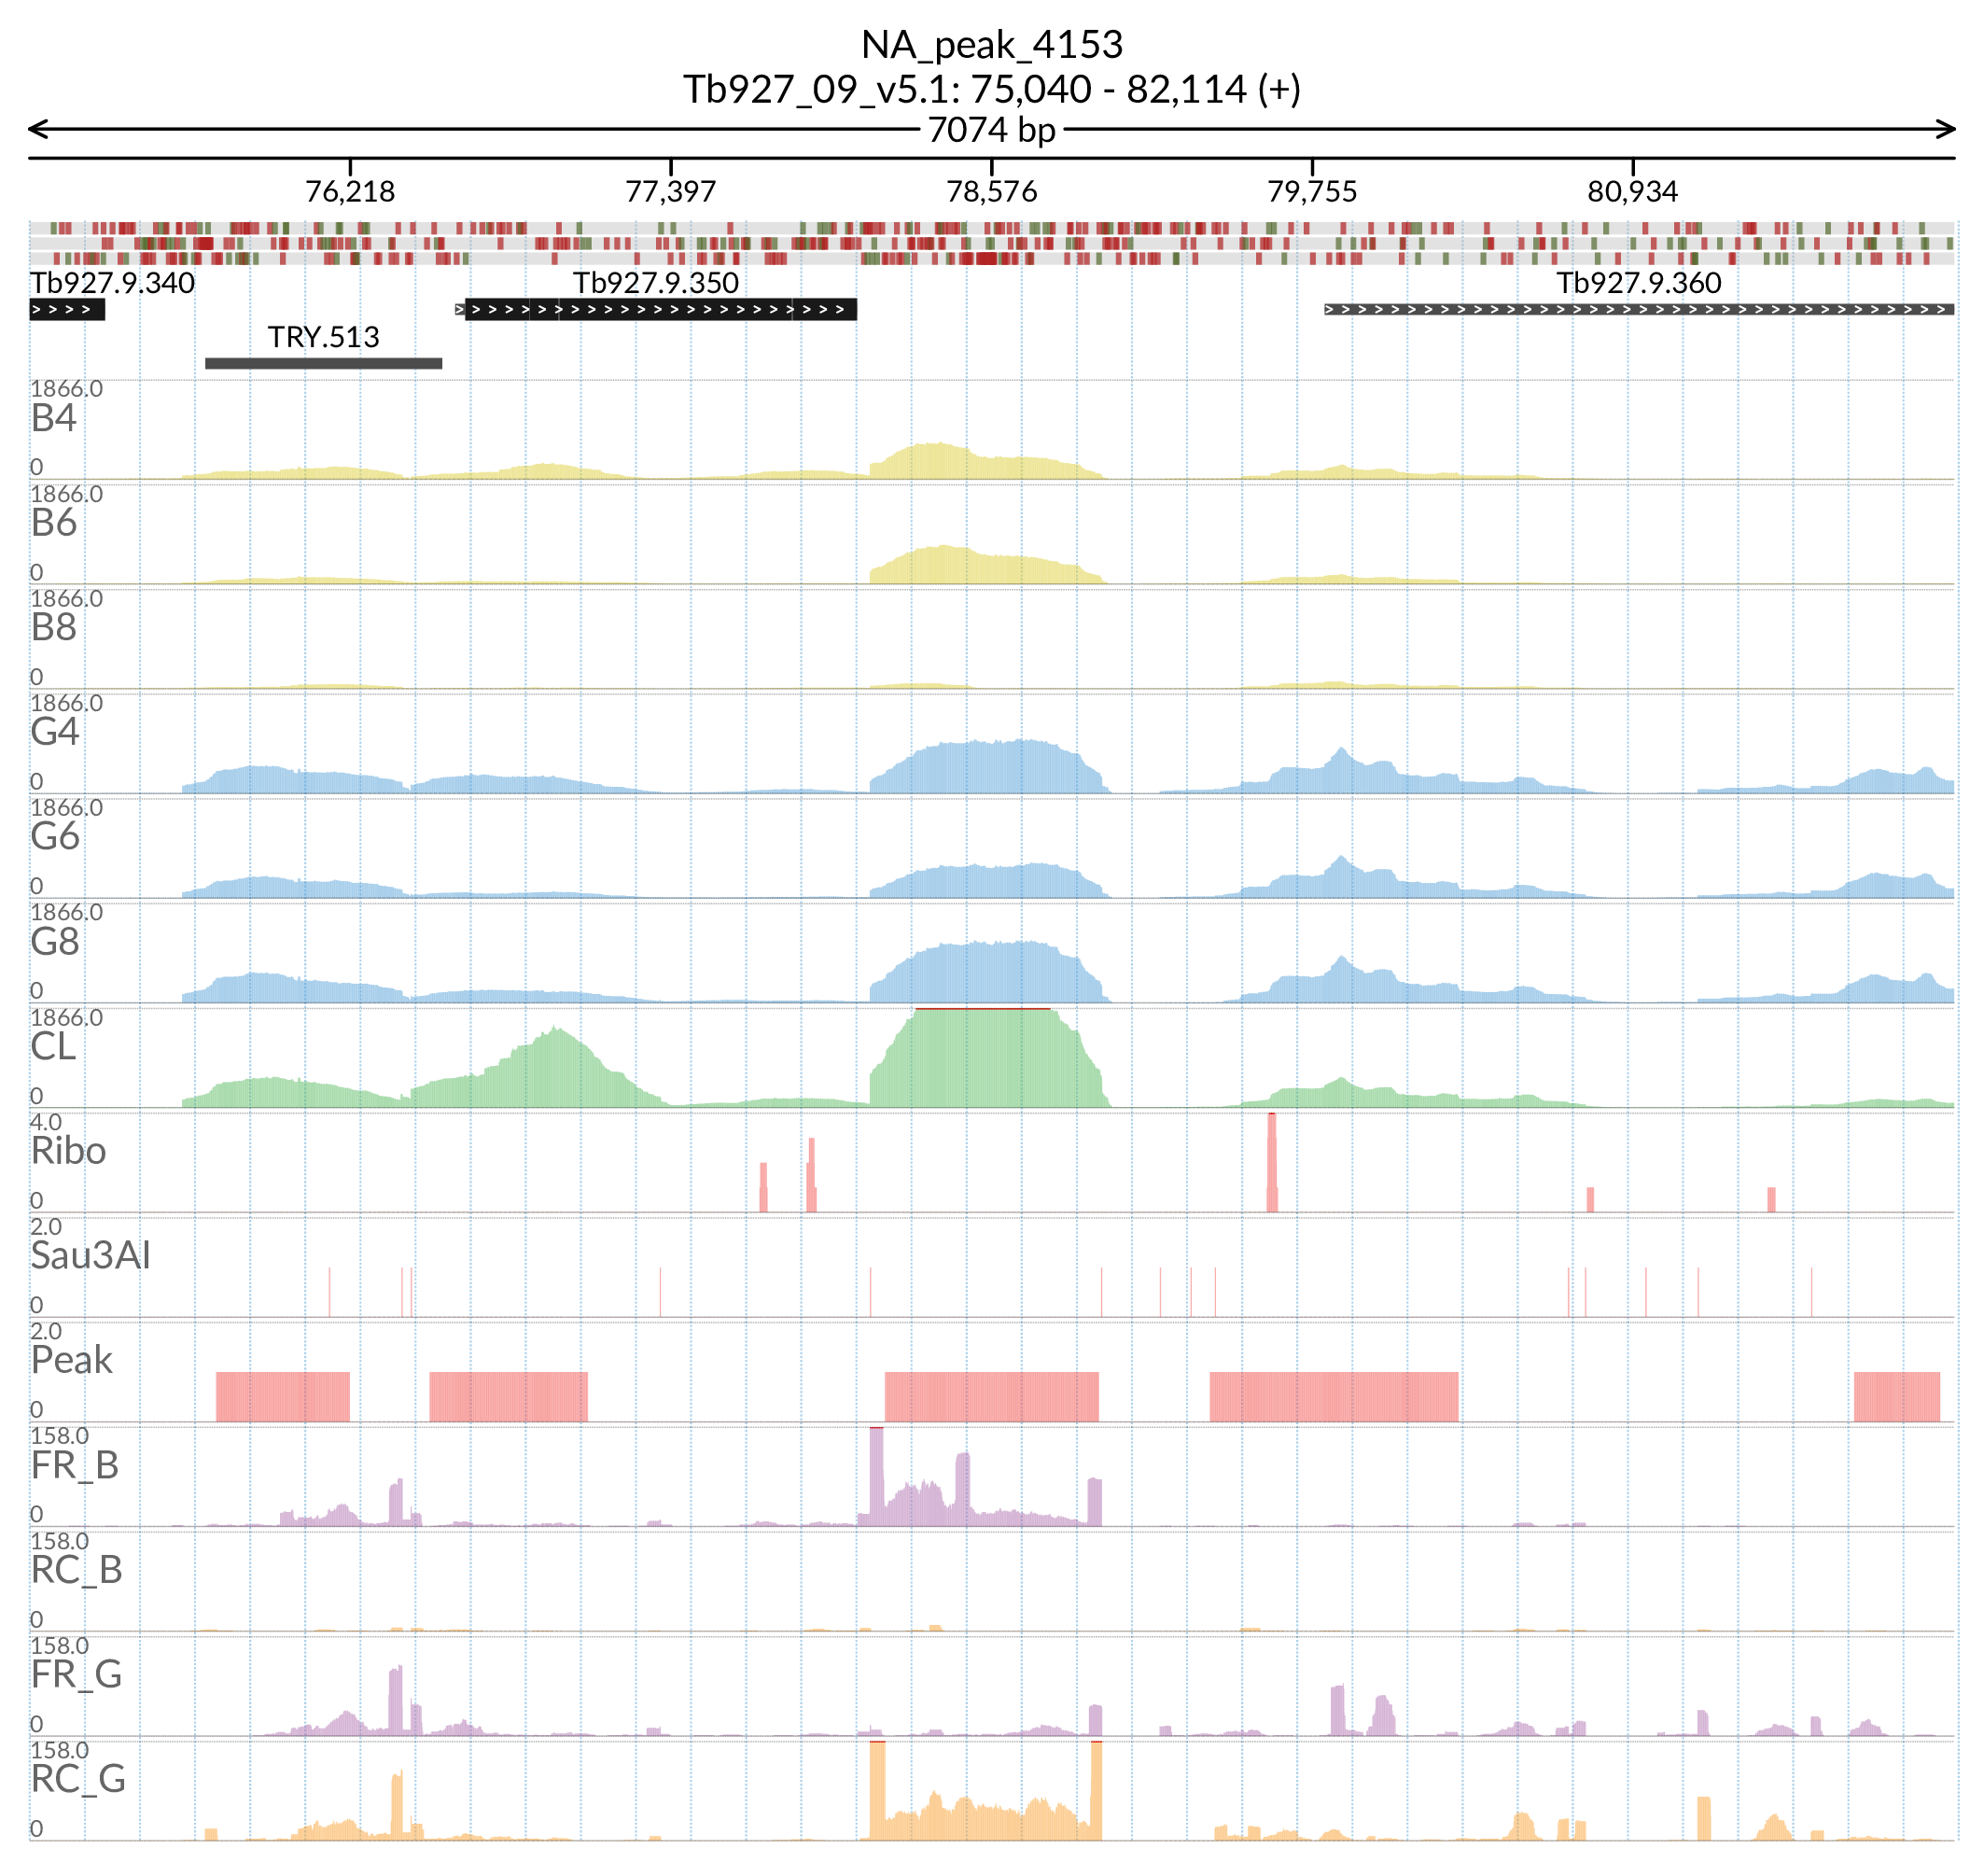 NA_peak_4153
Tb927_09_v5.1: 75,040 - 82,114 (+)
7074 bp
76,218 77,397 78,576 79,755 80,934
Tb927.9.340 Tb927.9.350 Tb927.9.360
TRY.513
1866.0
B4
0
1866.0
B6
0
1866.0
B8
0
1866.0
G4
0
1866.0
G6
0
1866.0
G8
0
1866.0
CL
0
4.0
Ribo
0
2.0
Sau3AI
0
2.0
Peak
0
158.0
FR_B
0
158.0
RC_B
0
158.0
FR_G
0
158.0
RC_G
0